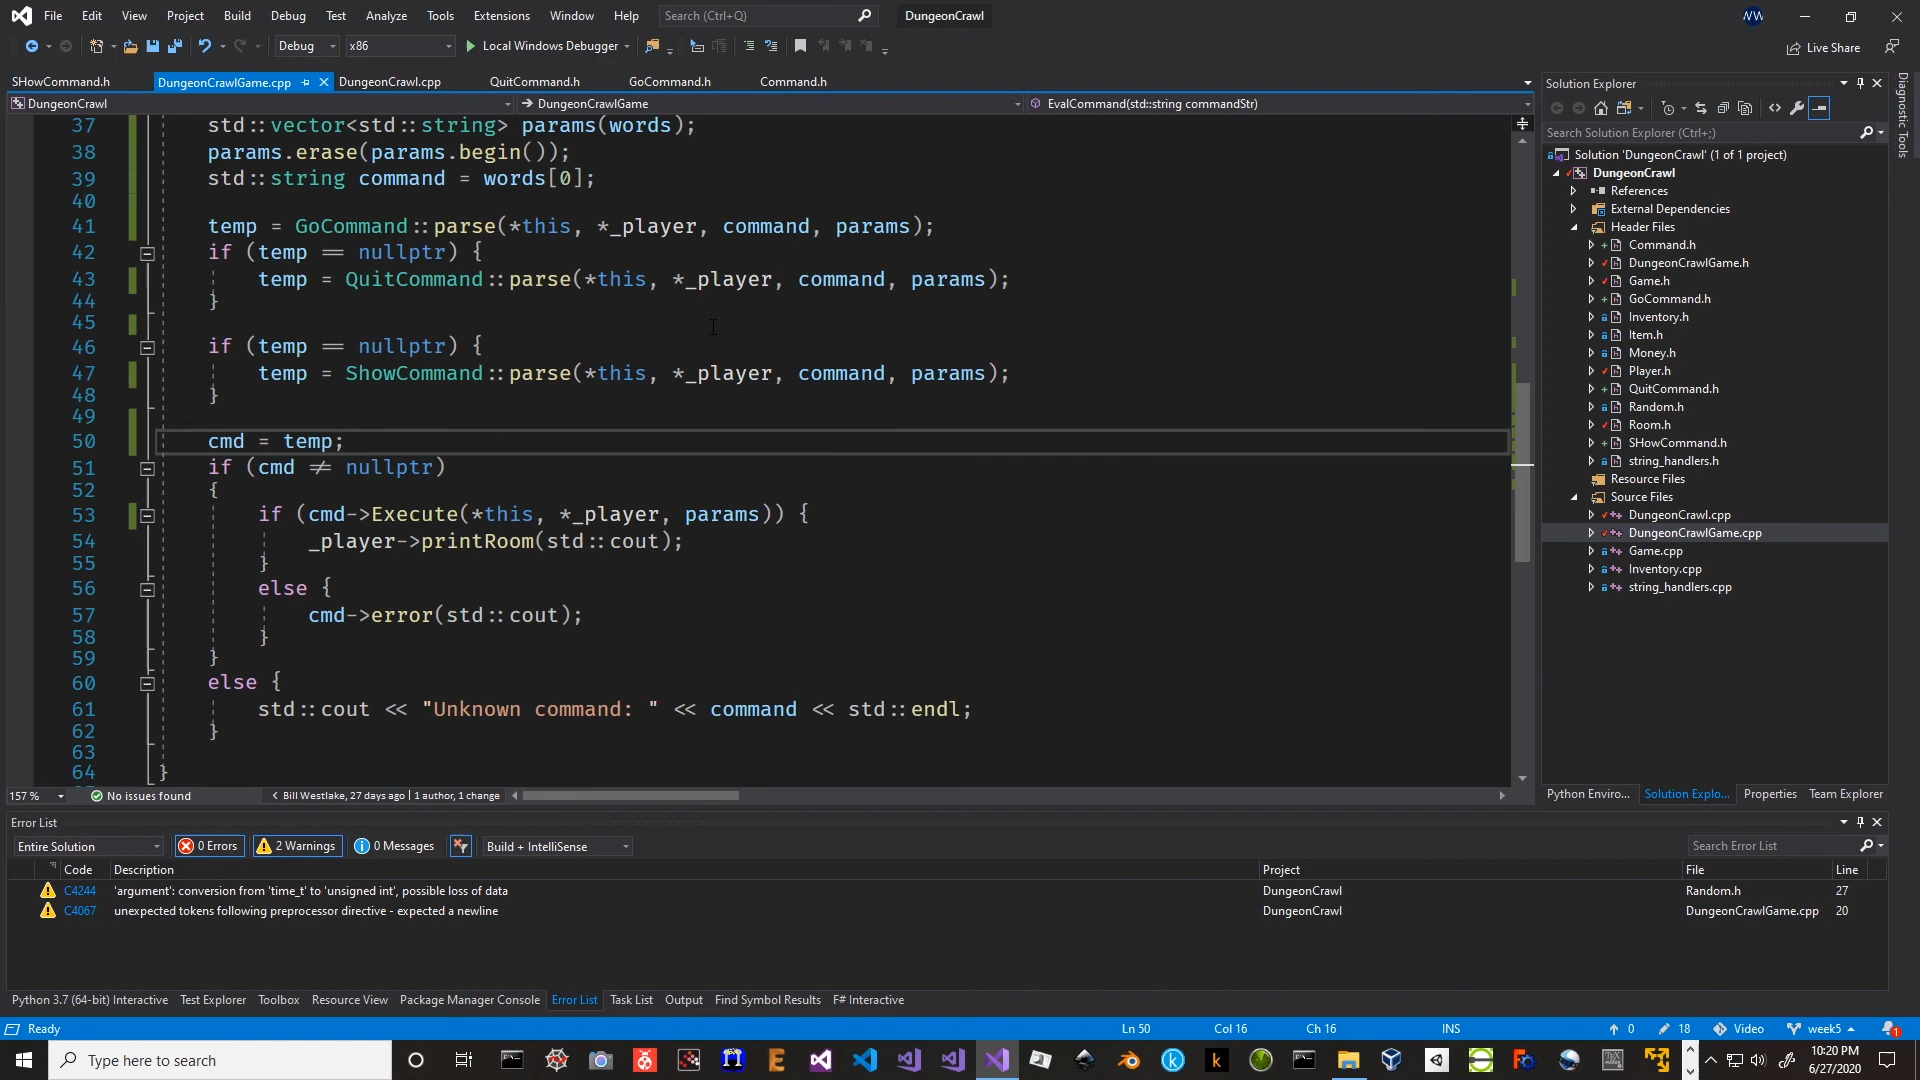 File Edit View Project Build Debug Test Analyze Tools Extensions Window Help Search (Ctrl+Q) DungeonCrawl
Debug x86 Local Windows Debugger Live Share
SHowCommand.h DungeonCrawlGame.cpp DungeonCrawl.cpp QuitCommand.h GoCommand.h Command.h
DungeonCrawl DungeonCrawlGame EvalCommand(std::string commandStr)
37 std::vector<std::string> params(words);
38 params.erase(params.begin());
39 std::string command = words[0];
40
41 temp = GoCommand::parse(*this, *_player, command, params);
42 if (temp == nullptr) {
43 temp = QuitCommand::parse(*this, *_player, command, params);
44 }
45
46 if (temp == nullptr) {
47 temp = ShowCommand::parse(*this, *_player, command, params);
48 }
49
50 cmd = temp;
51 if (cmd ≠ nullptr)
52 {
53 if (cmd->Execute(*this, *_player, params)) {
54 _player->printRoom(std::cout);
55 }
56 else {
57 cmd->error(std::cout);
58 }
59 }
60 else {
61 std::cout << "Unknown command: " << command << std::endl;
62 }
63
64 }
157 % No issues found Bill Westlake, 27 days ago | 1 author, 1 change
Solution Explorer
Search Solution Explorer (Ctrl+;)
Solution 'DungeonCrawl' (1 of 1 project)
DungeonCrawl
References
External Dependencies
Header Files
Command.h
DungeonCrawlGame.h
Game.h
GoCommand.h
Inventory.h
Item.h
Money.h
Player.h
QuitCommand.h
Random.h
Room.h
SHowCommand.h
string_handlers.h
Resource Files
Source Files
DungeonCrawl.cpp
DungeonCrawlGame.cpp
Game.cpp
Inventory.cpp
string_handlers.cpp
Python Enviro... Solution Explo... Properties Team Explorer
Diagnostic Tools
Error List
Entire Solution 0 Errors 2 Warnings 0 Messages Build + IntelliSense Search Error List
Code Description Project File Line
C4244 'argument': conversion from 'time_t' to 'unsigned int', possible loss of data DungeonCrawl Random.h 27
C4067 unexpected tokens following preprocessor directive - expected a newline DungeonCrawl DungeonCrawlGame.cpp 20
Python 3.7 (64-bit) Interactive Test Explorer Toolbox Resource View Package Manager Console Error List Task List Output Find Symbol Results F# Interactive
Ready Ln 50 Col 16 Ch 16 INS 0 18 Video week5 1
Type here to search 10:20 PM
6/27/2020